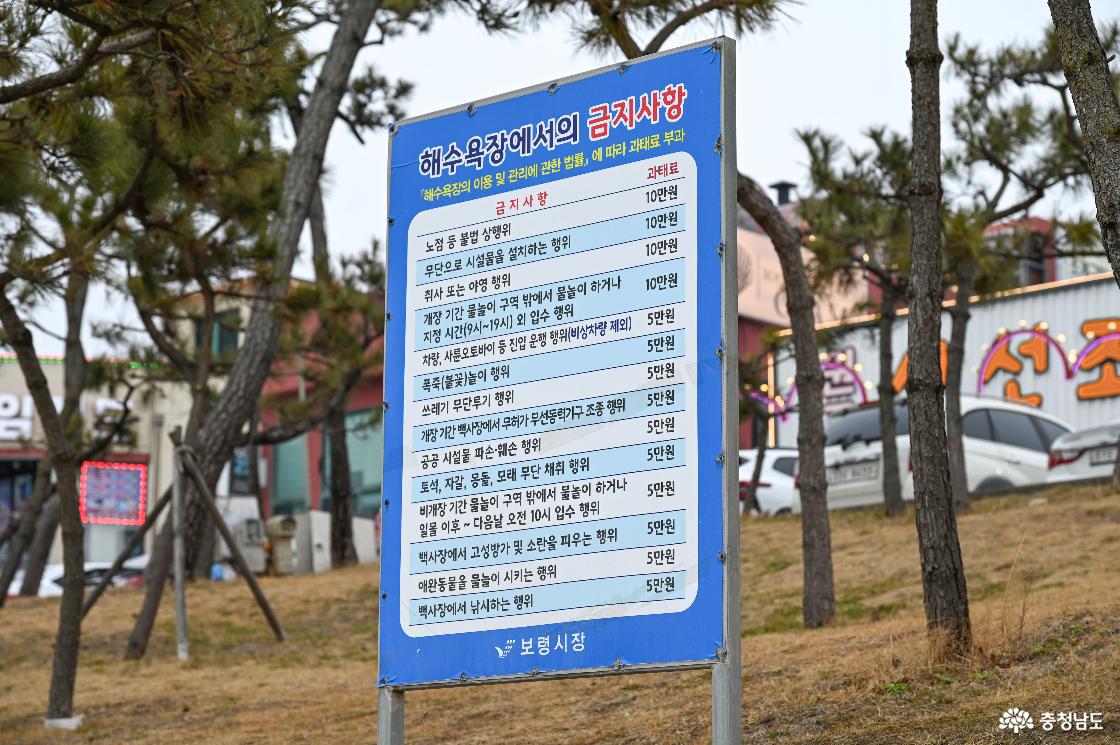 해수욕장에서의 금지사항
「해수욕장의 이용 및 관리에 관한 법률」에 따라 과태료 부과
금지사항 과태료
노점 등 불법 상행위 10만원
무단으로 시설물을 설치하는 행위 10만원
취사 또는 야영 행위 10만원
개장 기간 물놀이 구역 밖에서 물놀이 하거나
지정 시간(9시~19시) 외 입수 행위 10만원
차량, 사륜오토바이 등 진입 운행 행위(비상차량 제외) 5만원
폭죽(불꽃)놀이 행위 5만원
쓰레기 무단투기 행위 5만원
개장 기간 백사장에서 무허가 무선동력기구 조종 행위 5만원
공공 시설물 파손·훼손 행위 5만원
토석, 자갈, 몽돌, 모래 무단 채취 행위 5만원
비개장 기간 물놀이 구역 밖에서 물놀이 하거나
일몰 이후 ~ 다음날 오전 10시 입수 행위 5만원
백사장에서 고성방가 및 소란을 피우는 행위 5만원
애완동물을 물놀이 시키는 행위 5만원
백사장에서 낚시하는 행위 5만원
보령시장
선조
충청남도